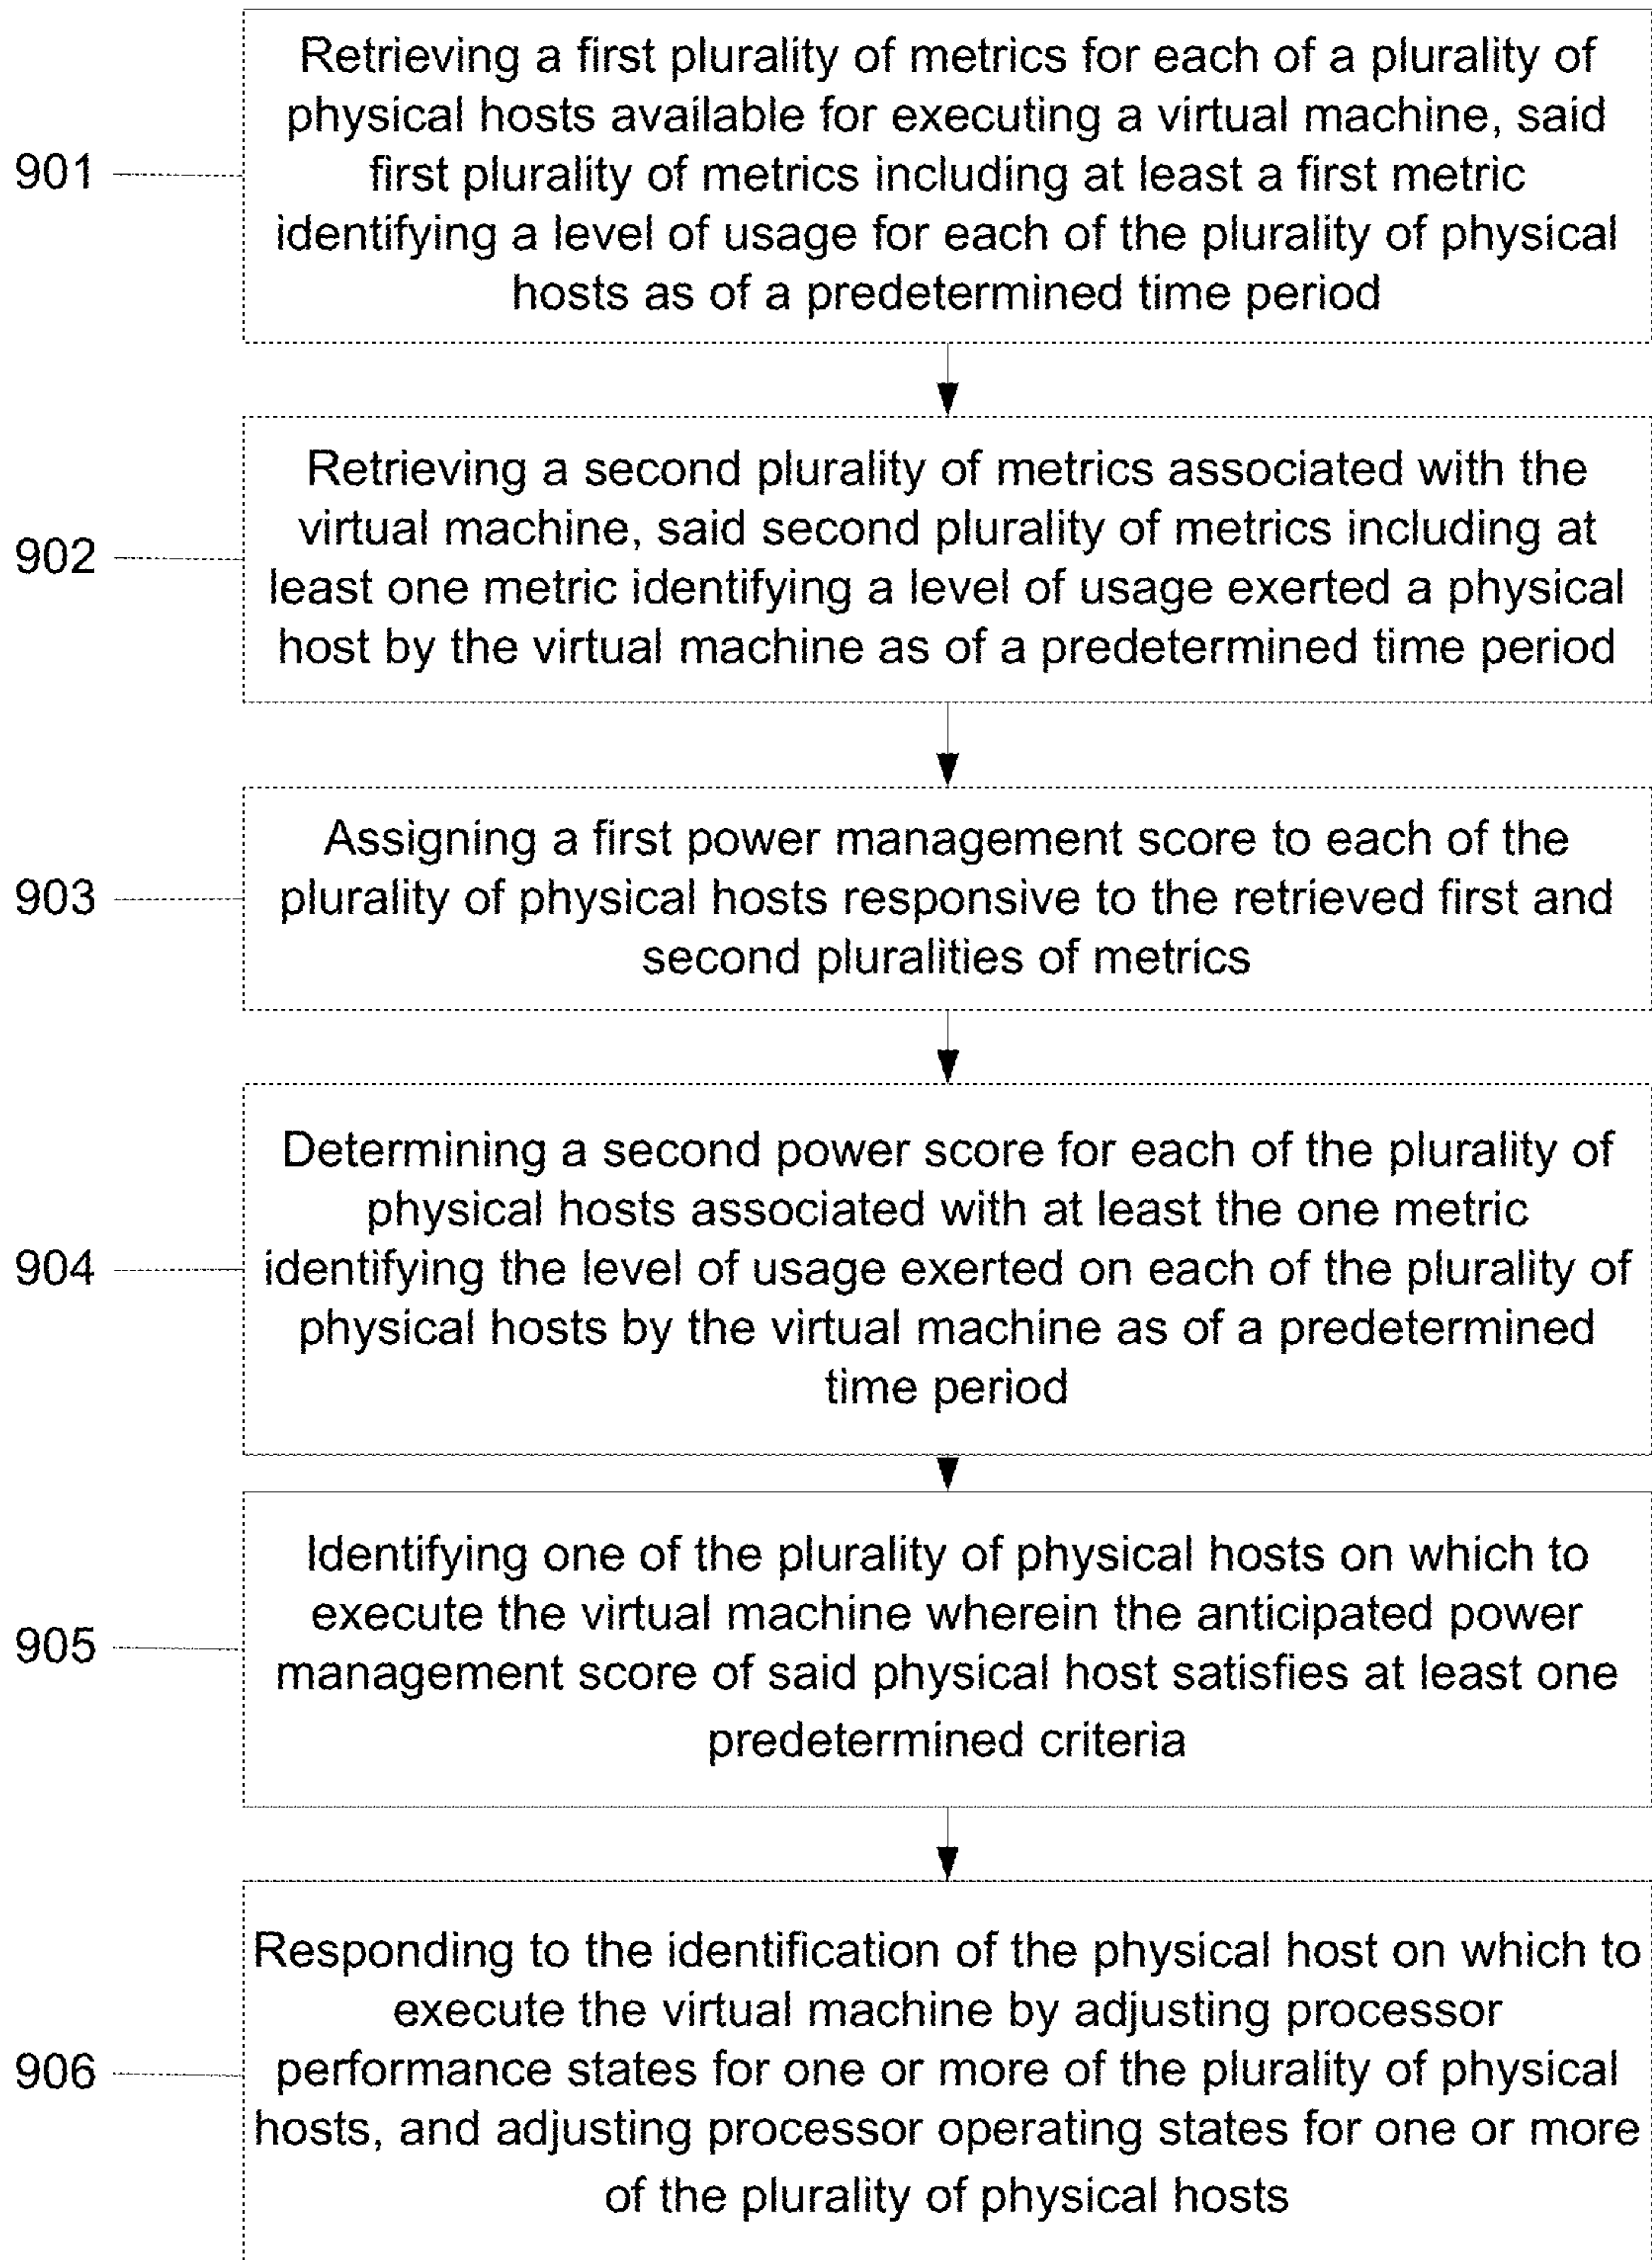 Retrieving a first plurality of metrics for each of a plurality of
physical hosts available for executing a virtual machine, said
901
first plurality of metrics including at least a first metric
identifying a level of usage for each of the plurality of physical
hosts as of a predetermined time period
Retrieving a second plurality of metrics associated with the
virtual machine, said second plurality of metrics including at
902
least one metric identifying a level of usage exerted a physical
host by the virtual machine as of a predetermined time period
Assigning a first power management score to each of the
903
plurality of physical hosts responsive to the retrieved first and
second pluralities of metrics
Determining a second power score for each of the plurality of
physical hosts associated with at least the one metric
904
identifying the level of usage exerted on each of the plurality of
physical hosts by the virtual machine as of a predetermined
time period
Identifying one of the plurality of physical hosts on which to
execute the virtual machine wherein the anticipated power
905
management score of said physical host satisfies at least one
predetermined criteria
Responding to the identification of the physical host on which to
execute the virtual machine by adjusting processor
906
performance states for one or more of the plurality of physical
hosts, and adjusting processor operating states for one or more
of the plurality of physical hosts